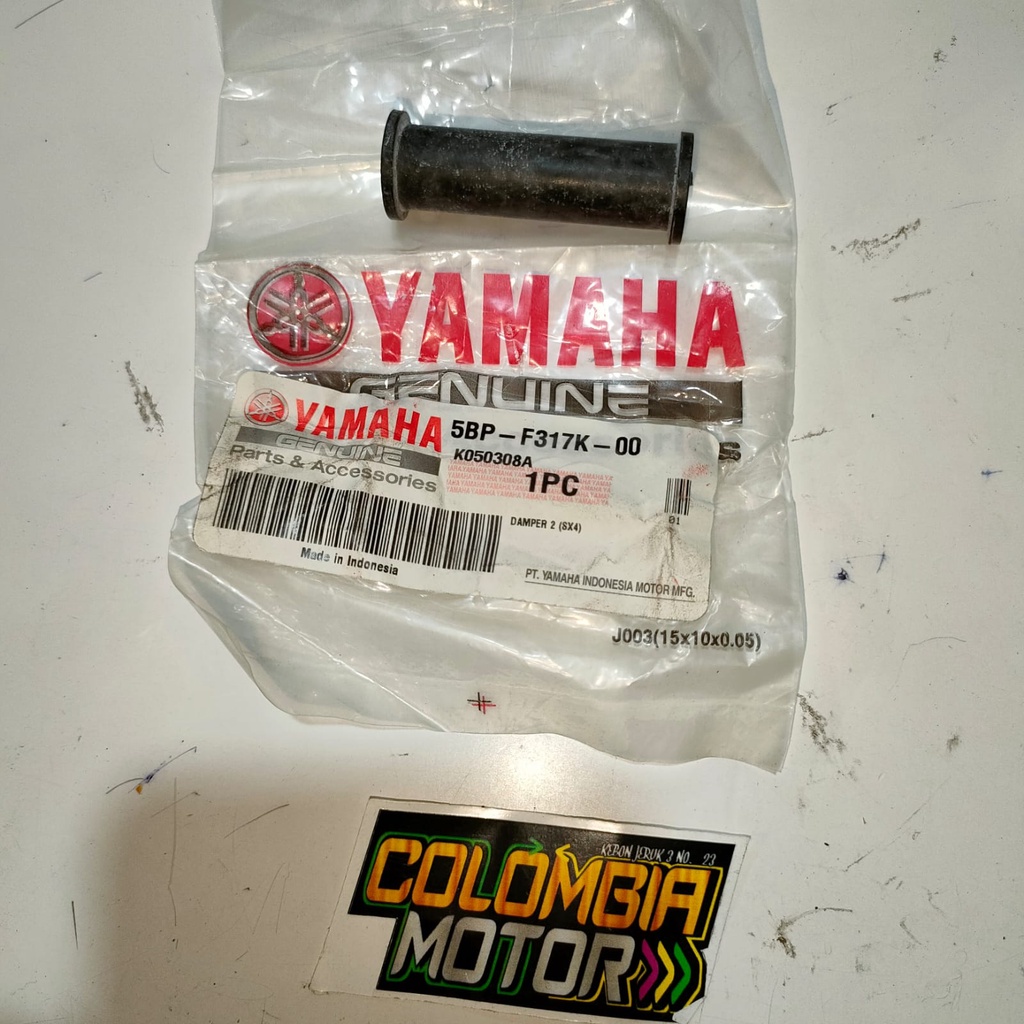 YAMAHA
GENUINE
YAMAHA
GENUINE
Parts & Accessories
5BP-F317K-00
K050308A
1PC
01
DAMPER 2 (SX4)
Made in Indonesia
PT. YAMAHA INDONESIA MOTOR MFG.
J003(15x10x0.05)
KEBON JERUK 3 NO. 23
COLOMBIA
MOTOR